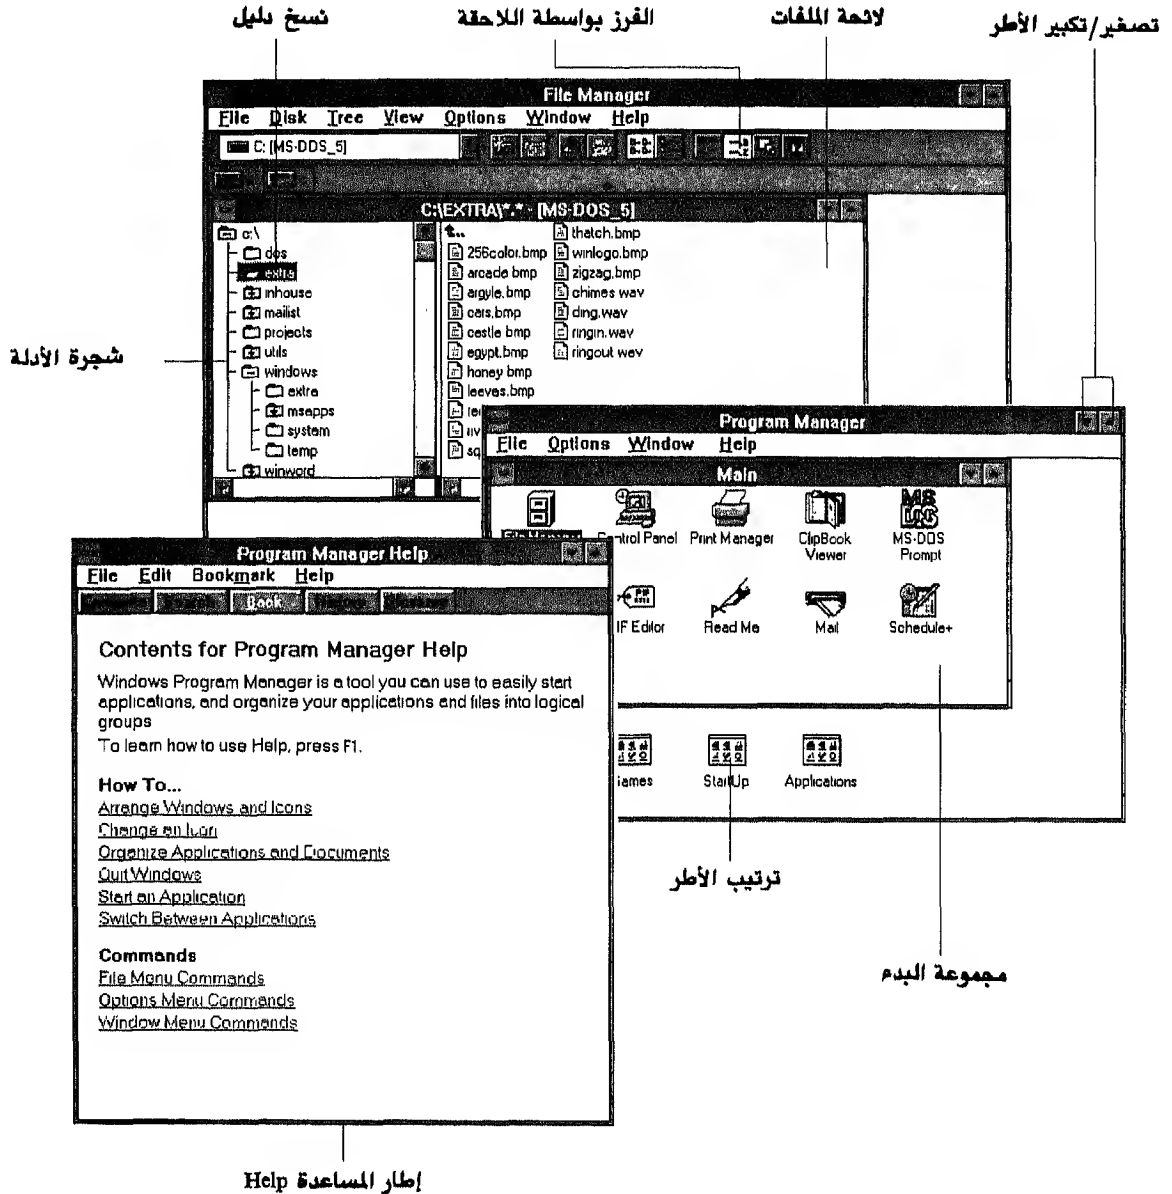 نسخ دليل
الفرز بواسطة اللاحقة
لائحة الملفات
تصغير/تكبير الأطر
File Manager
File Disk Tree View Options Window Help
C: [MS-DOS_5]
C:\EXTRA\*.* - [MS-DOS_5]
c:\
dos
extra
inhouse
mailist
projects
utils
windows
extra
msapps
system
temp
winword
256color.bmp
arcade.bmp
argyle.bmp
cars.bmp
castle.bmp
egypt.bmp
honey.bmp
leaves.bmp
thatch.bmp
winlogo.bmp
zigzag.bmp
chimes.wav
ding.wav
ringin.wav
ringout.wav
شجرة الأدلة
Program Manager
File Options Window Help
Main
Control Panel
Print Manager
ClipBook Viewer
MS-DOS Prompt
IF Editor
Read Me
Mail
Schedule+
ames
StartUp
Applications
Program Manager Help
File Edit Bookmark Help
Search Book History Glossary
Contents for Program Manager Help
Windows Program Manager is a tool you can use to easily start
applications, and organize your applications and files into logical
groups
To learn how to use Help, press F1.
How To...
Arrange Windows and Icons
Change an Icon
Organize Applications and Documents
Quit Windows
Start an Application
Switch Between Applications
Commands
File Menu Commands
Options Menu Commands
Window Menu Commands
ترتيب الأطر
مجموعة البدء
إطار المساعدة Help